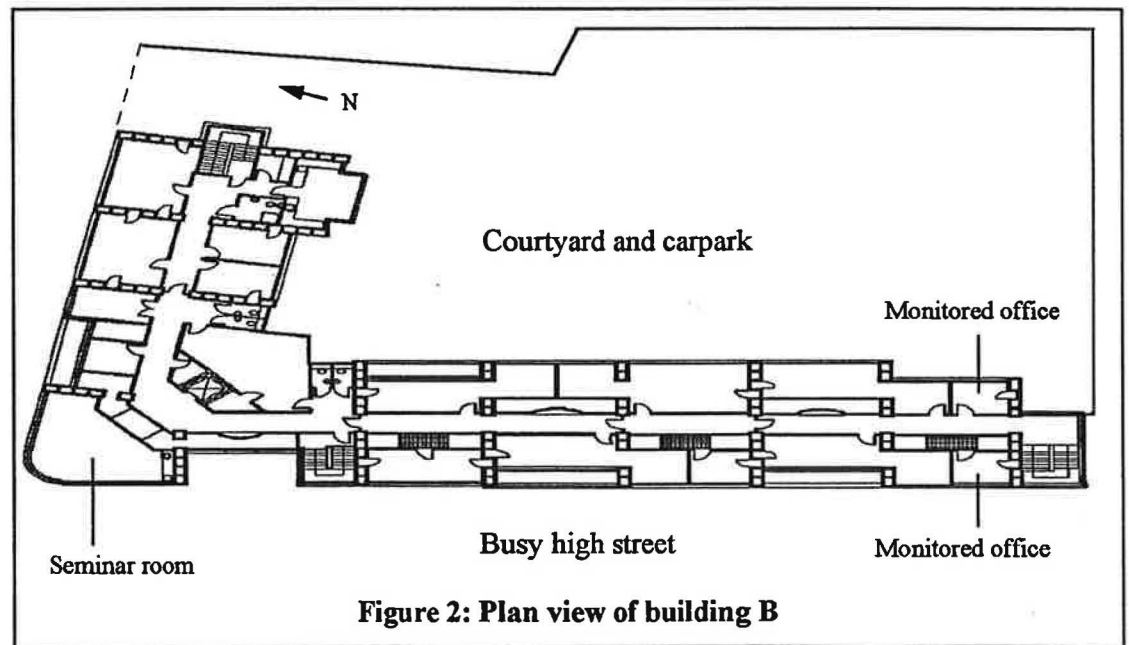 N
Courtyard and carpark
Monitored office
Busy high street
Seminar room
Monitored office
Figure 2: Plan view of building B